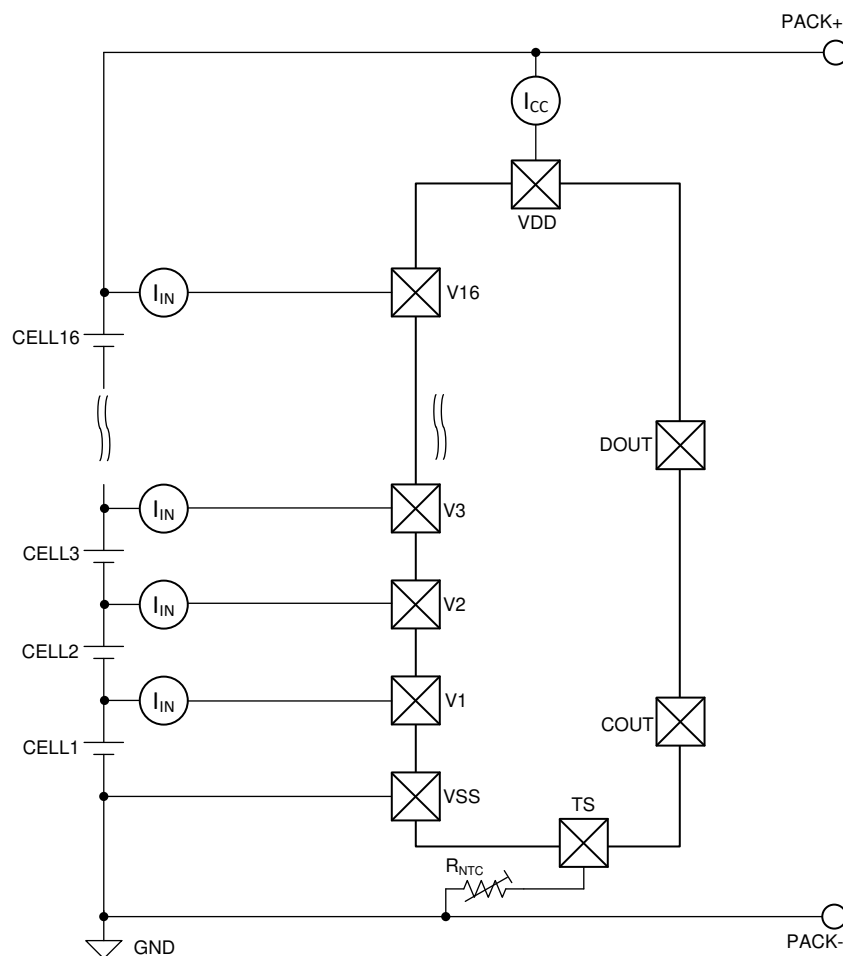 PACK+
ICC
VDD
IIN
V16
CELL16
DOUT
IIN
V3
CELL3
IIN
V2
CELL2
IIN
V1
COUT
CELL1
VSS
TS
RNTC
GND
PACK-